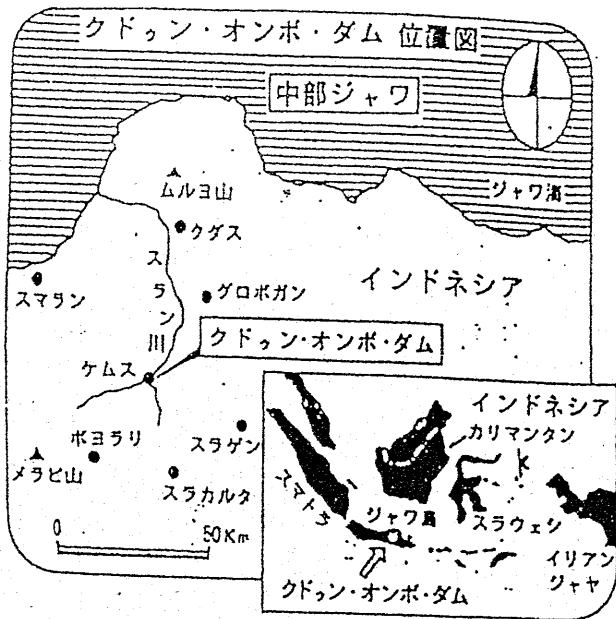 クドゥン・オンボ・ダム 位置図
中部ジャワ
ジャワ海
ムルヨ山
クダス
スラン川
スマラン
グロボガン
インドネシア
クドゥン・オンボ・ダム
ケムス
ボヨラリ
スラゲン
メラピ山
スラカルタ
0
50Km
インドネシア
カリマンタン
スマトラ
ジャワ島
スラウェシ
イリアン
ジャヤ
クドゥン・オンボ・ダム